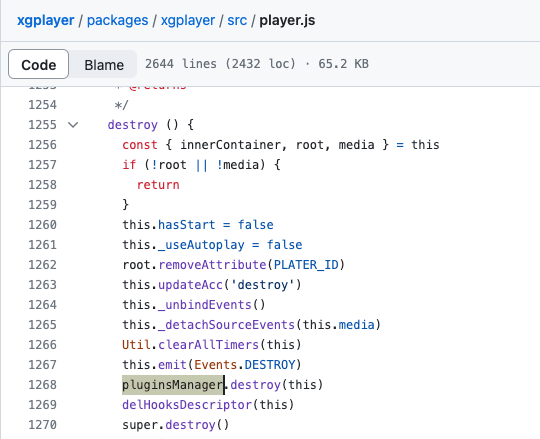 xgplayer / packages / xgplayer / src / player.js
Code Blame 2644 lines (2432 loc) · 65.2 KB
1253 * @returns
1254 */
1255 destroy () {
1256 const { innerContainer, root, media } = this
1257 if (!root || !media) {
1258 return
1259 }
1260 this.hasStart = false
1261 this._useAutoplay = false
1262 root.removeAttribute(PLATER_ID)
1263 this.updateAcc('destroy')
1264 this._unbindEvents()
1265 this._detachSourceEvents(this.media)
1266 Util.clearAllTimers(this)
1267 this.emit(Events.DESTROY)
1268 pluginsManager.destroy(this)
1269 delHooksDescriptor(this)
1270 super.destroy()